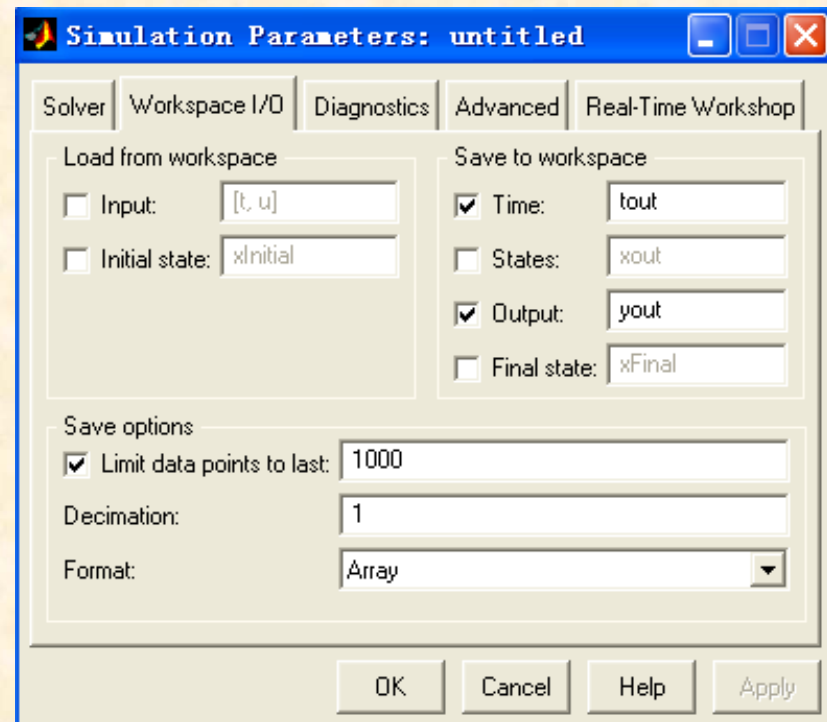 Simulation Parameters: untitled
Solver Workspace I/O Diagnostics Advanced Real-Time Workshop
Load from workspace
Input: [t, u]
Initial state: xInitial
Save to workspace
Time: tout
States: xout
Output: yout
Final state: xFinal
Save options
Limit data points to last: 1000
Decimation: 1
Format: Array
OK Cancel Help Apply